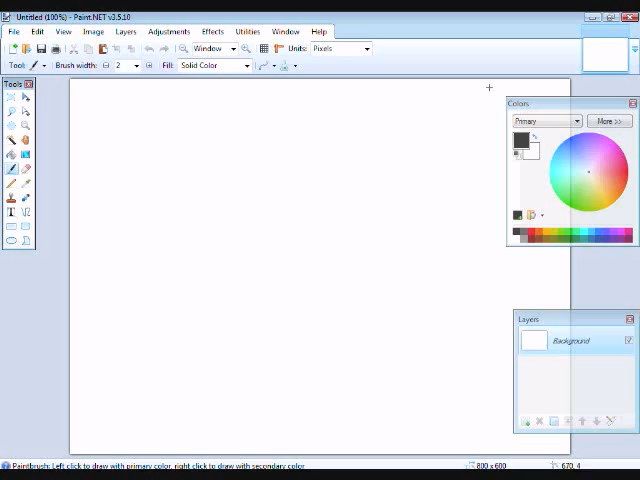 Untitled (100%) - Paint.NET v3.5.10
File Edit View Image Layers Adjustments Effects Utilities Window Help
Window Units: Pixels
Tool: Brush width: 2 Fill: Solid Color
Tools
Colors
Primary More >>
Layers
Background
Paintbrush: Left click to draw with primary color, right click to draw with secondary color 800 x 600 670, 4